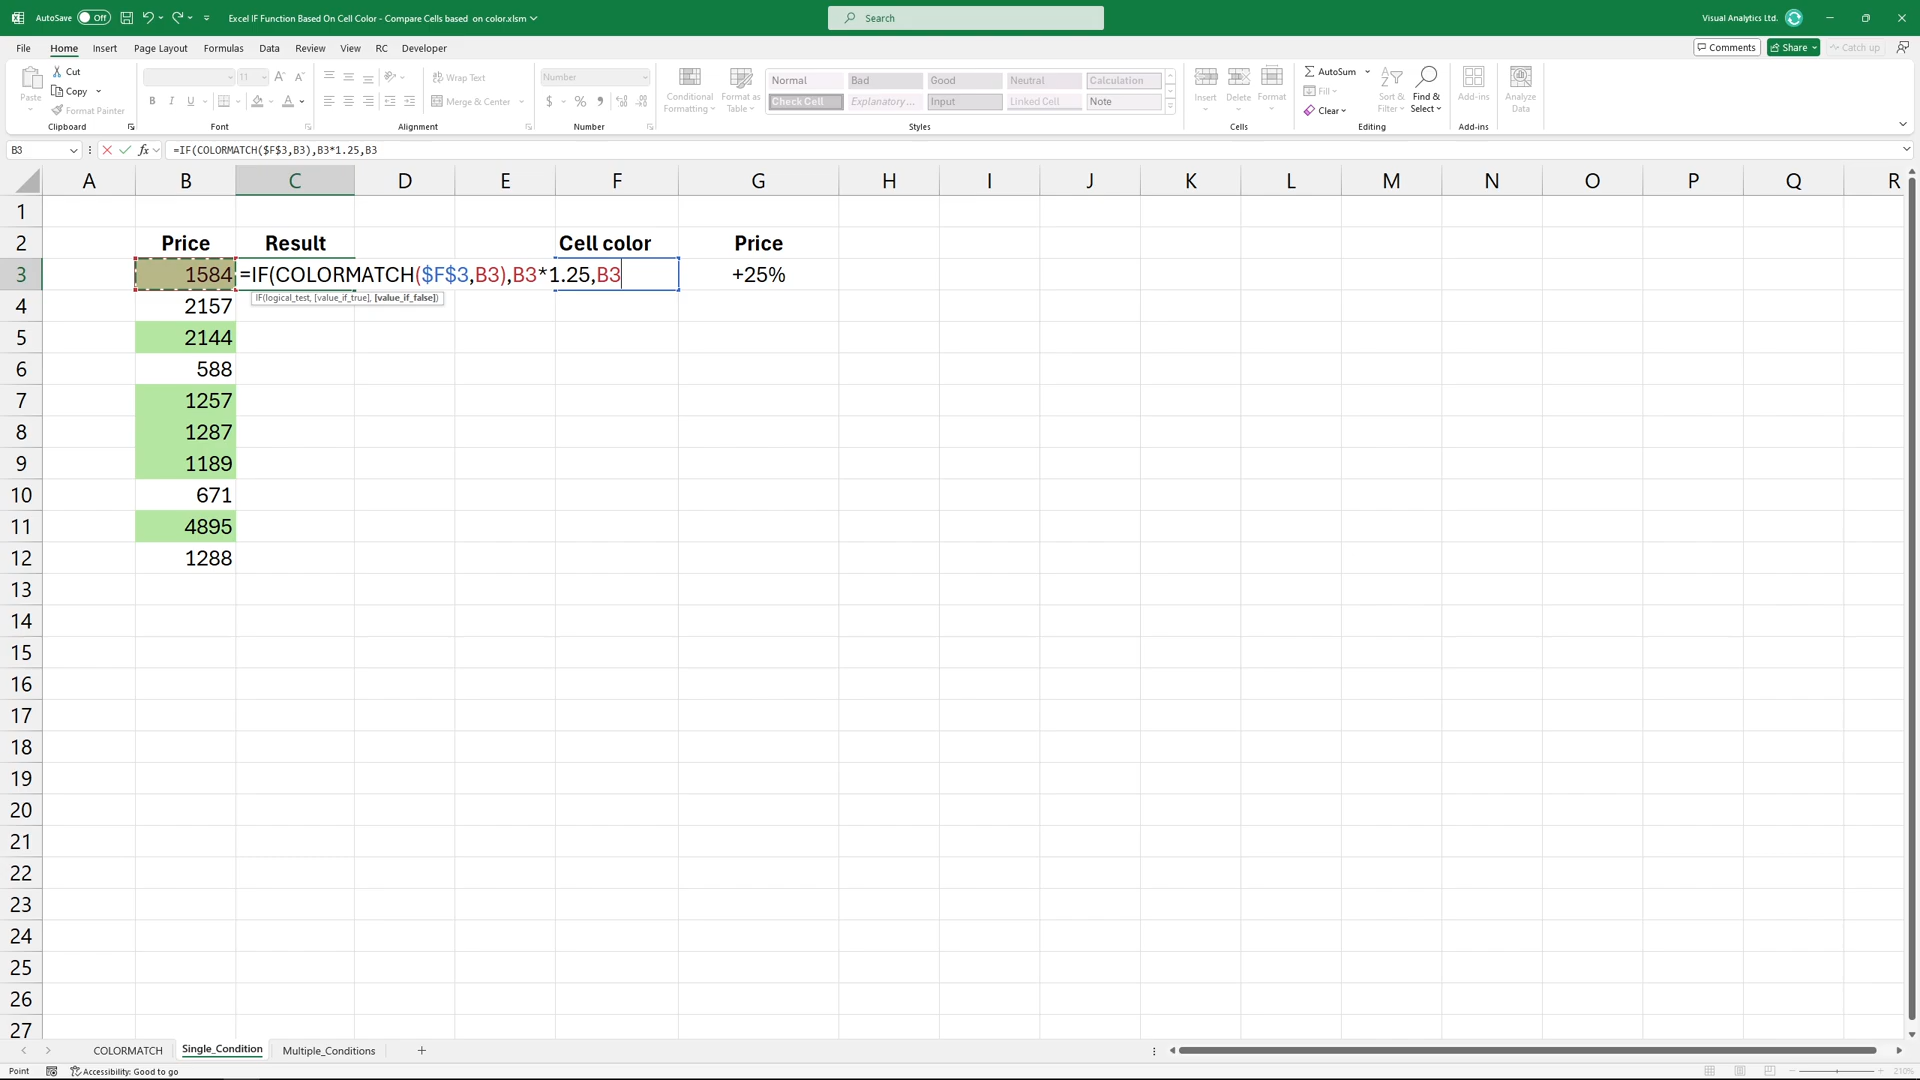 AutoSave Off Excel IF Function Based On Cell Color - Compare Cells based on color.xlsm Search Visual Analytics Ltd.
File Home Insert Page Layout Formulas Data Review View RC Developer Comments Share Catch up
Paste Cut Copy Format Painter Clipboard
11 B I U Font
Wrap Text Merge & Center Alignment
Number $ % Number
Conditional Formatting Format as Table Normal Bad Good Neutral Calculation
Check Cell Explanatory... Input Linked Cell Note Styles
Insert Delete Format Cells
AutoSum Fill Clear Sort & Filter Find & Select Editing
Add-ins Add-ins
Analyze Data
B3 fx =IF(COLORMATCH($F$3,B3),B3*1.25,B3
A B C D E F G H I J K L M N O P Q R
1
2 Price Result Cell color Price
3 1584 =IF(COLORMATCH($F$3,B3),B3*1.25,B3 +25%
IF(logical_test, [value_if_true], [value_if_false])
4 2157
5 2144
6 588
7 1257
8 1287
9 1189
10 671
11 4895
12 1288
13
14
15
16
17
18
19
20
21
22
23
24
25
26
27
COLORMATCH Single_Condition Multiple_Conditions
Point Accessibility: Good to go 210%